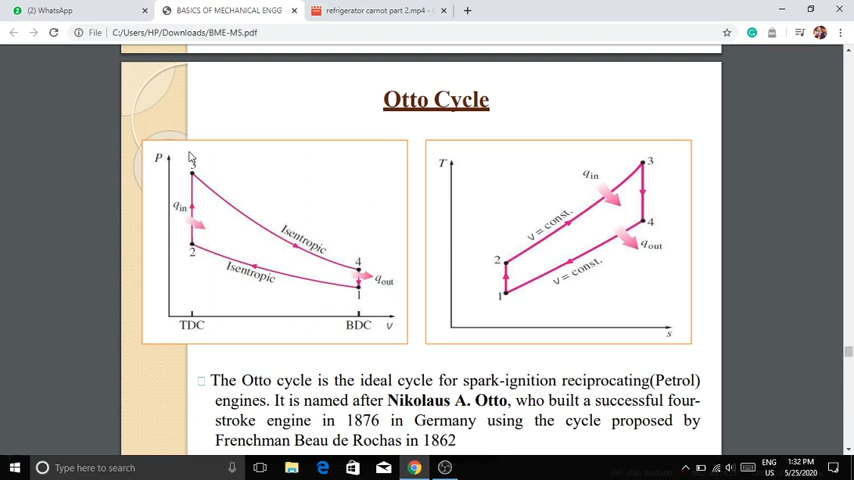 (2) WhatsApp
BASICS OF MECHANICAL ENGG
refrigerator carnot part 2.mp4 -
File
C:/Users/HP/Downloads/BME-M5.pdf
Otto Cycle
P
3
q in
2
Isentropic
Isentropic
4
q out
1
TDC
BDC
v
T
3
q in
v = const.
2
4
q out
v = const.
1
s
The Otto cycle is the ideal cycle for spark-ignition reciprocating(Petrol)
engines. It is named after Nikolaus A. Otto, who built a successful four-
stroke engine in 1876 in Germany using the cycle proposed by
Frenchman Beau de Rochas in 1862
Type here to search
ENG
US
1:32 PM
5/25/2020